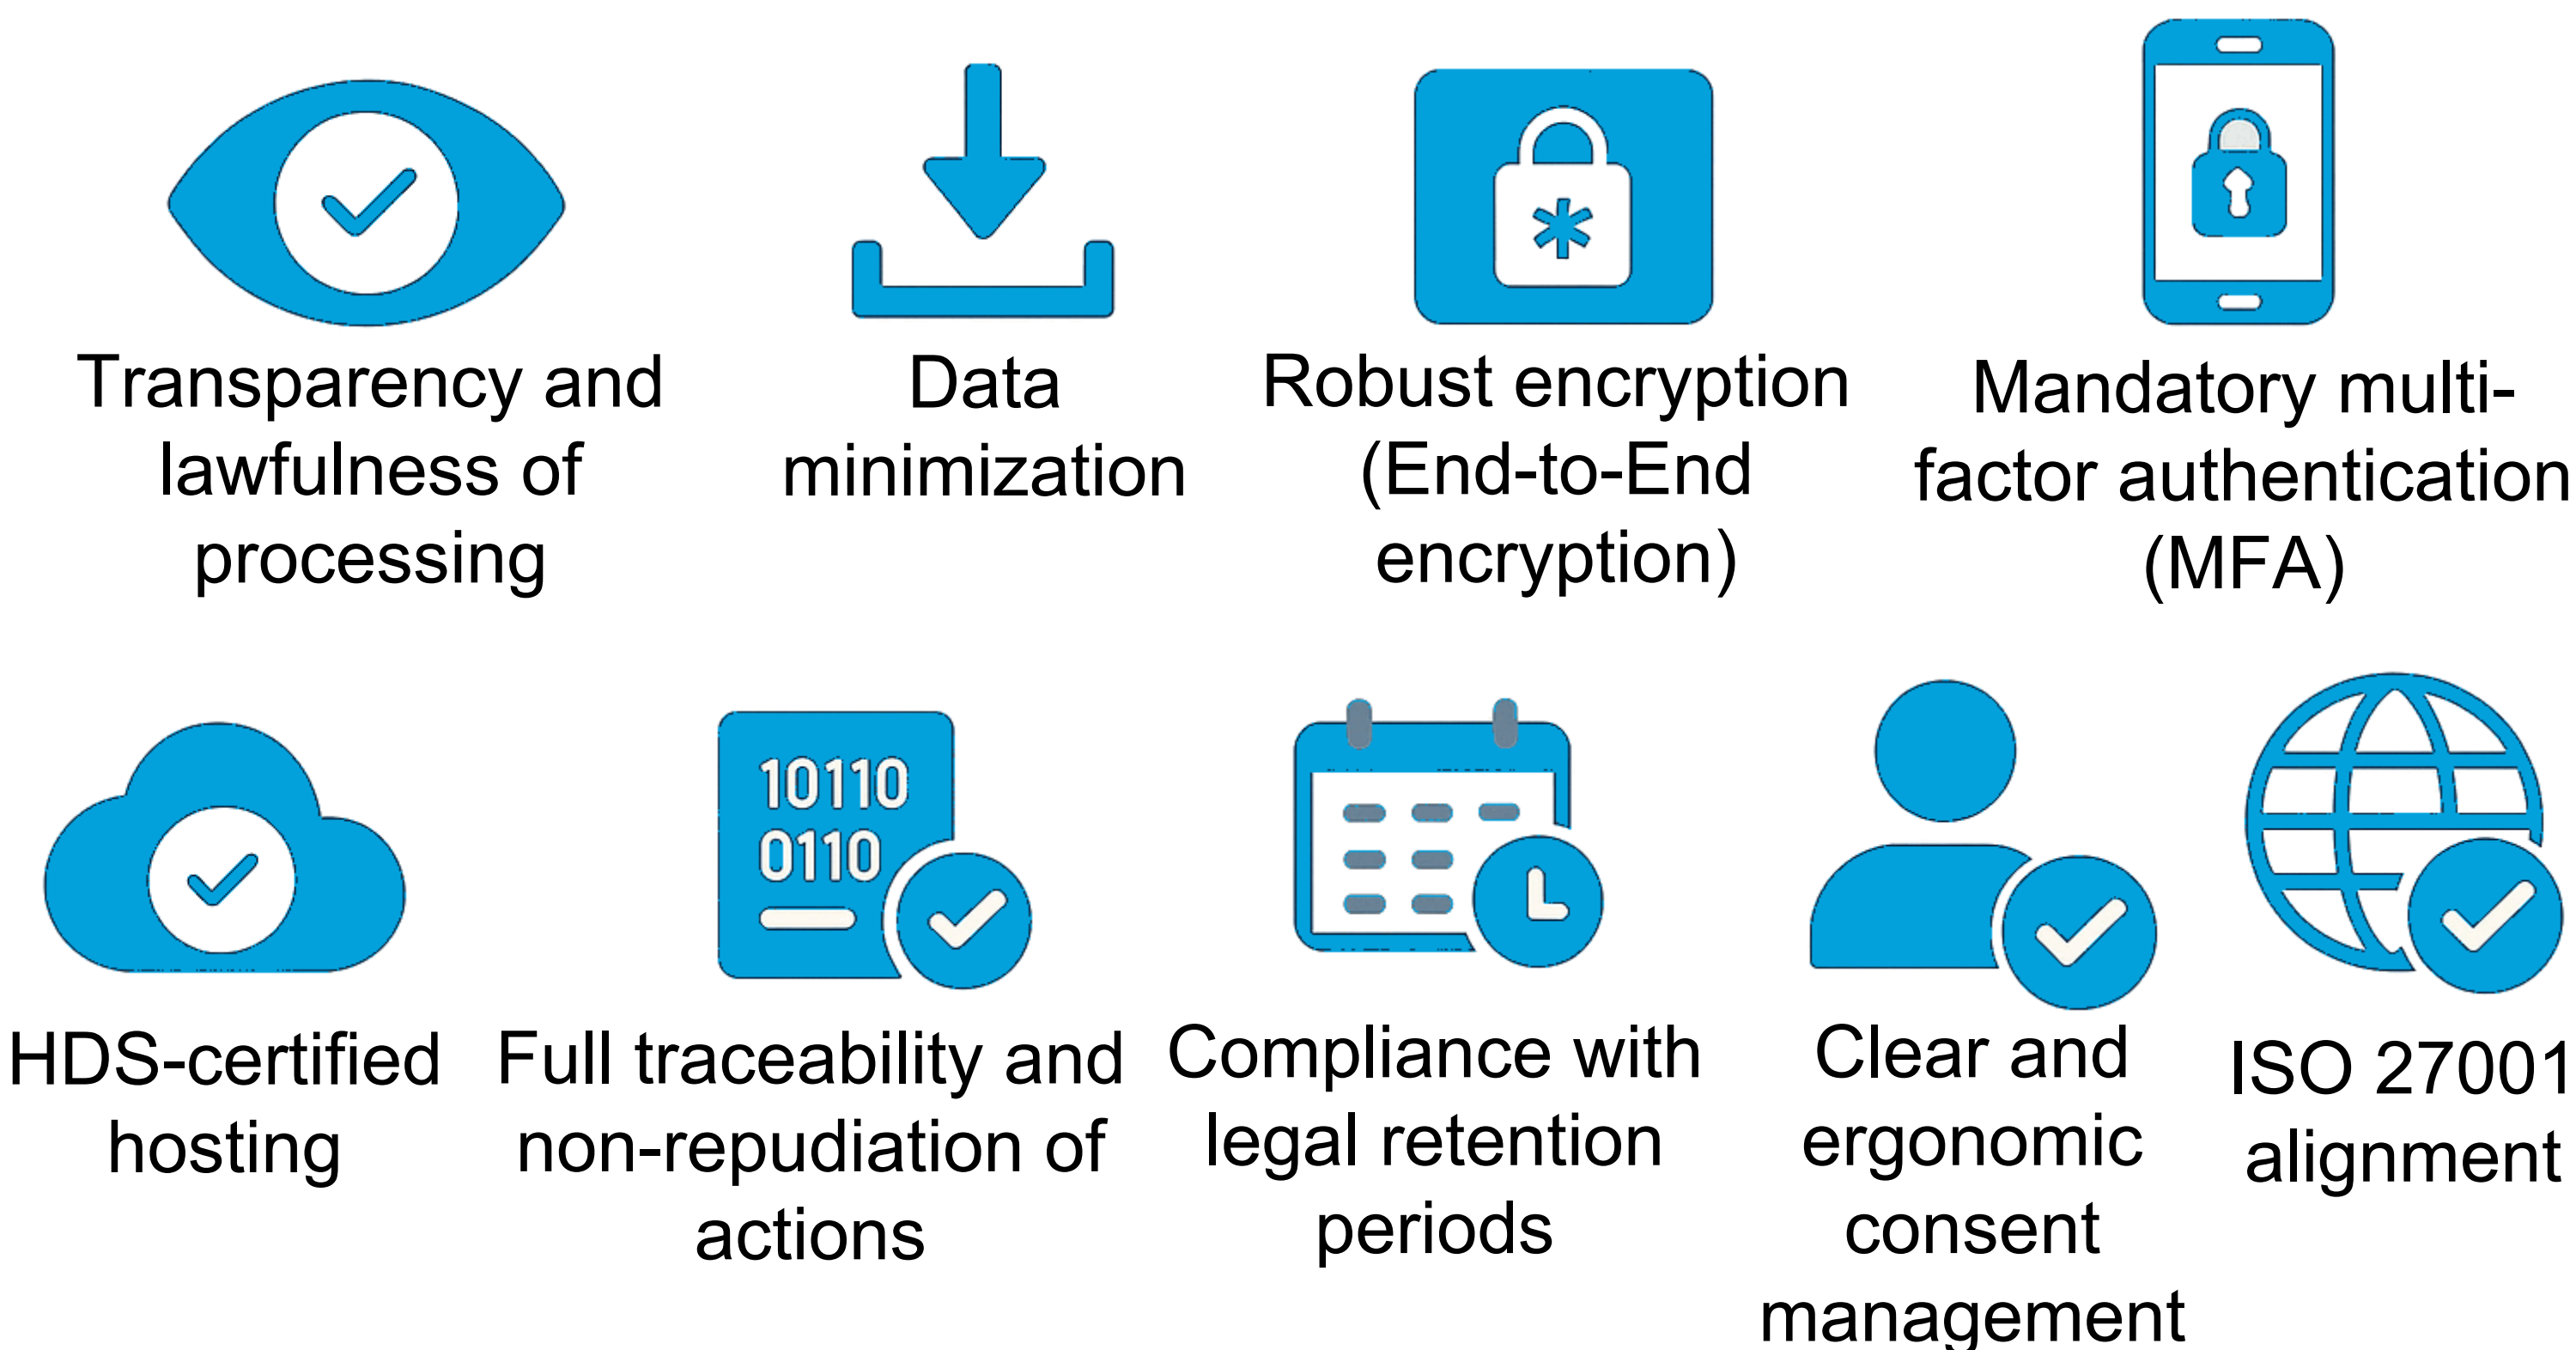 Transparency and
lawfulness of
processing
Data
minimization
Robust encryption
(End-to-End
encryption)
Mandatory multi-
factor authentication
(MFA)
HDS-certified
hosting
10110
0110
Full traceability and
non-repudiation of
actions
Compliance with
legal retention
periods
Clear and
ergonomic
consent
management
ISO 27001
alignment